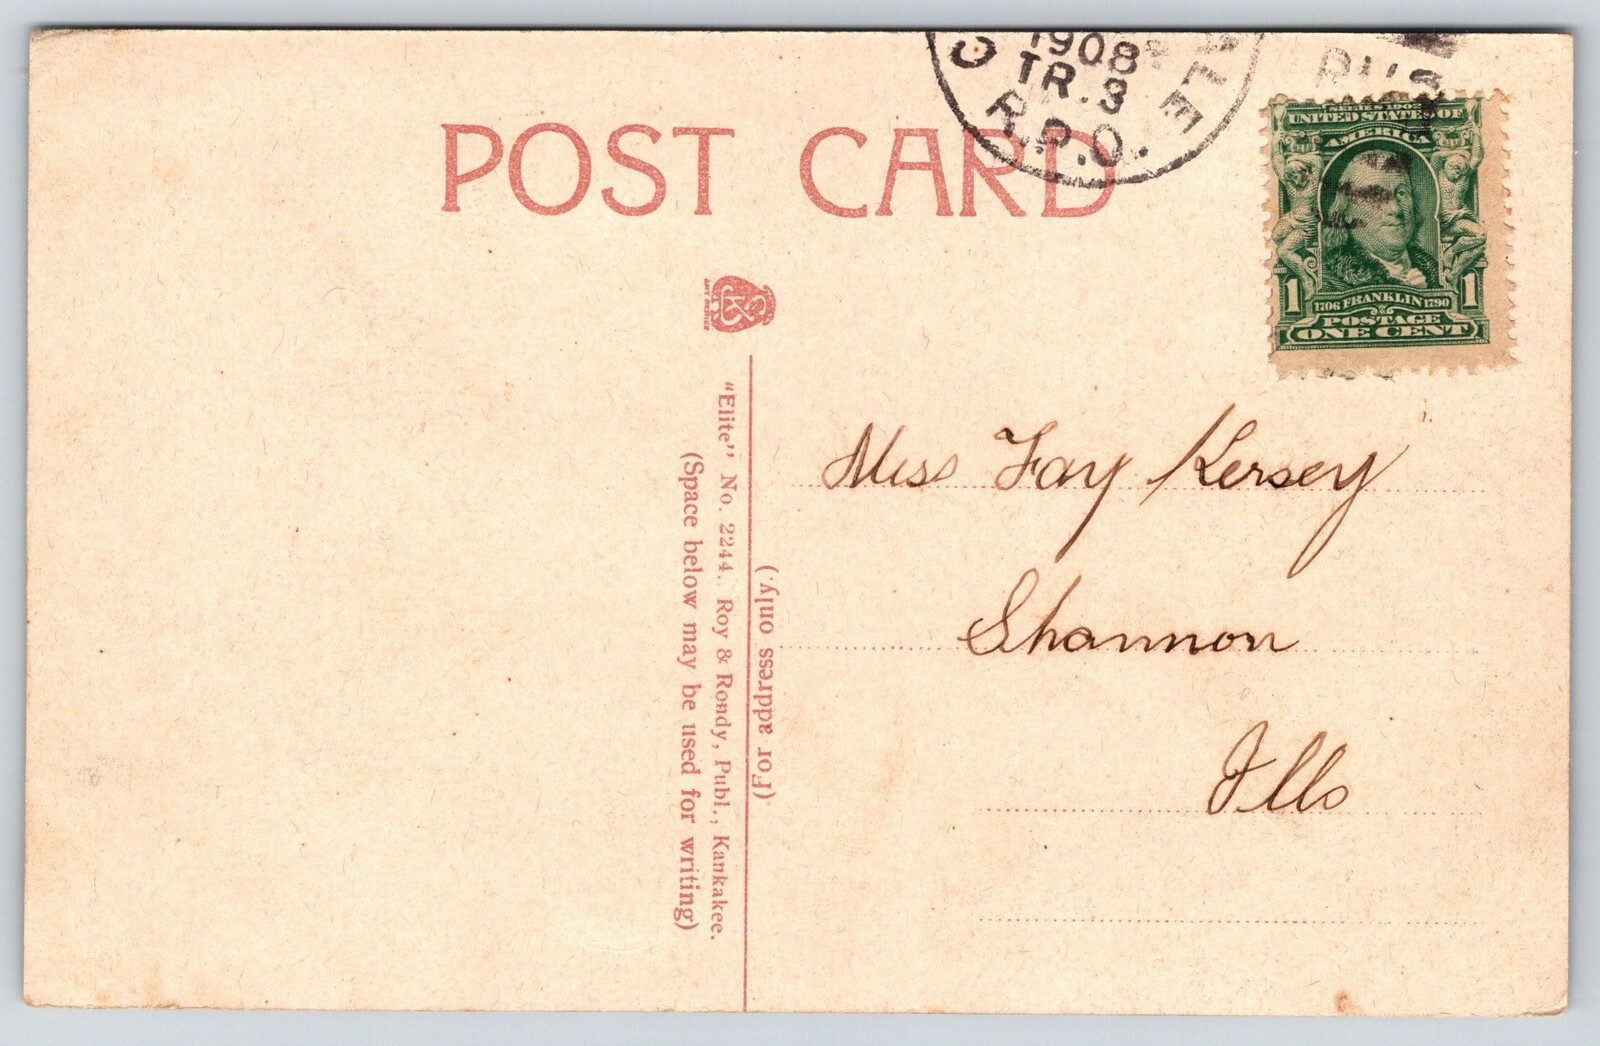 1908
TR. 3
R.P.O.
POST CARD
SERIES 1902
UNITED STATES OF
AMERICA
1 1706 FRANKLIN 1790 1
POSTAGE
ONE CENT
"Elite" No. 2244. Roy & Rondy, Publ., Kankakee.
(Space below may be used for writing)
(For address only.)
Miss Fay Kersey
Shannon
Ills